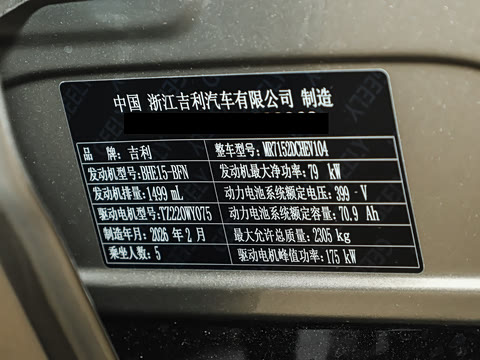 中国 浙江吉利汽车有限公司 制造
品 牌: 吉利 整车型号: MR7152DCHEV104
发动机型号: BHE15-BFN 发动机最大净功率: 79 kW
发动机排量: 1499 mL 动力电池系统额定电压: 399 V
驱动电机型号: TZ220WY075 动力电池系统额定容量: 70.9 Ah
制造年月: 2026 年 2 月 最大允许总质量: 2305 kg
乘坐人数: 5 驱动电机峰值功率: 175 kW